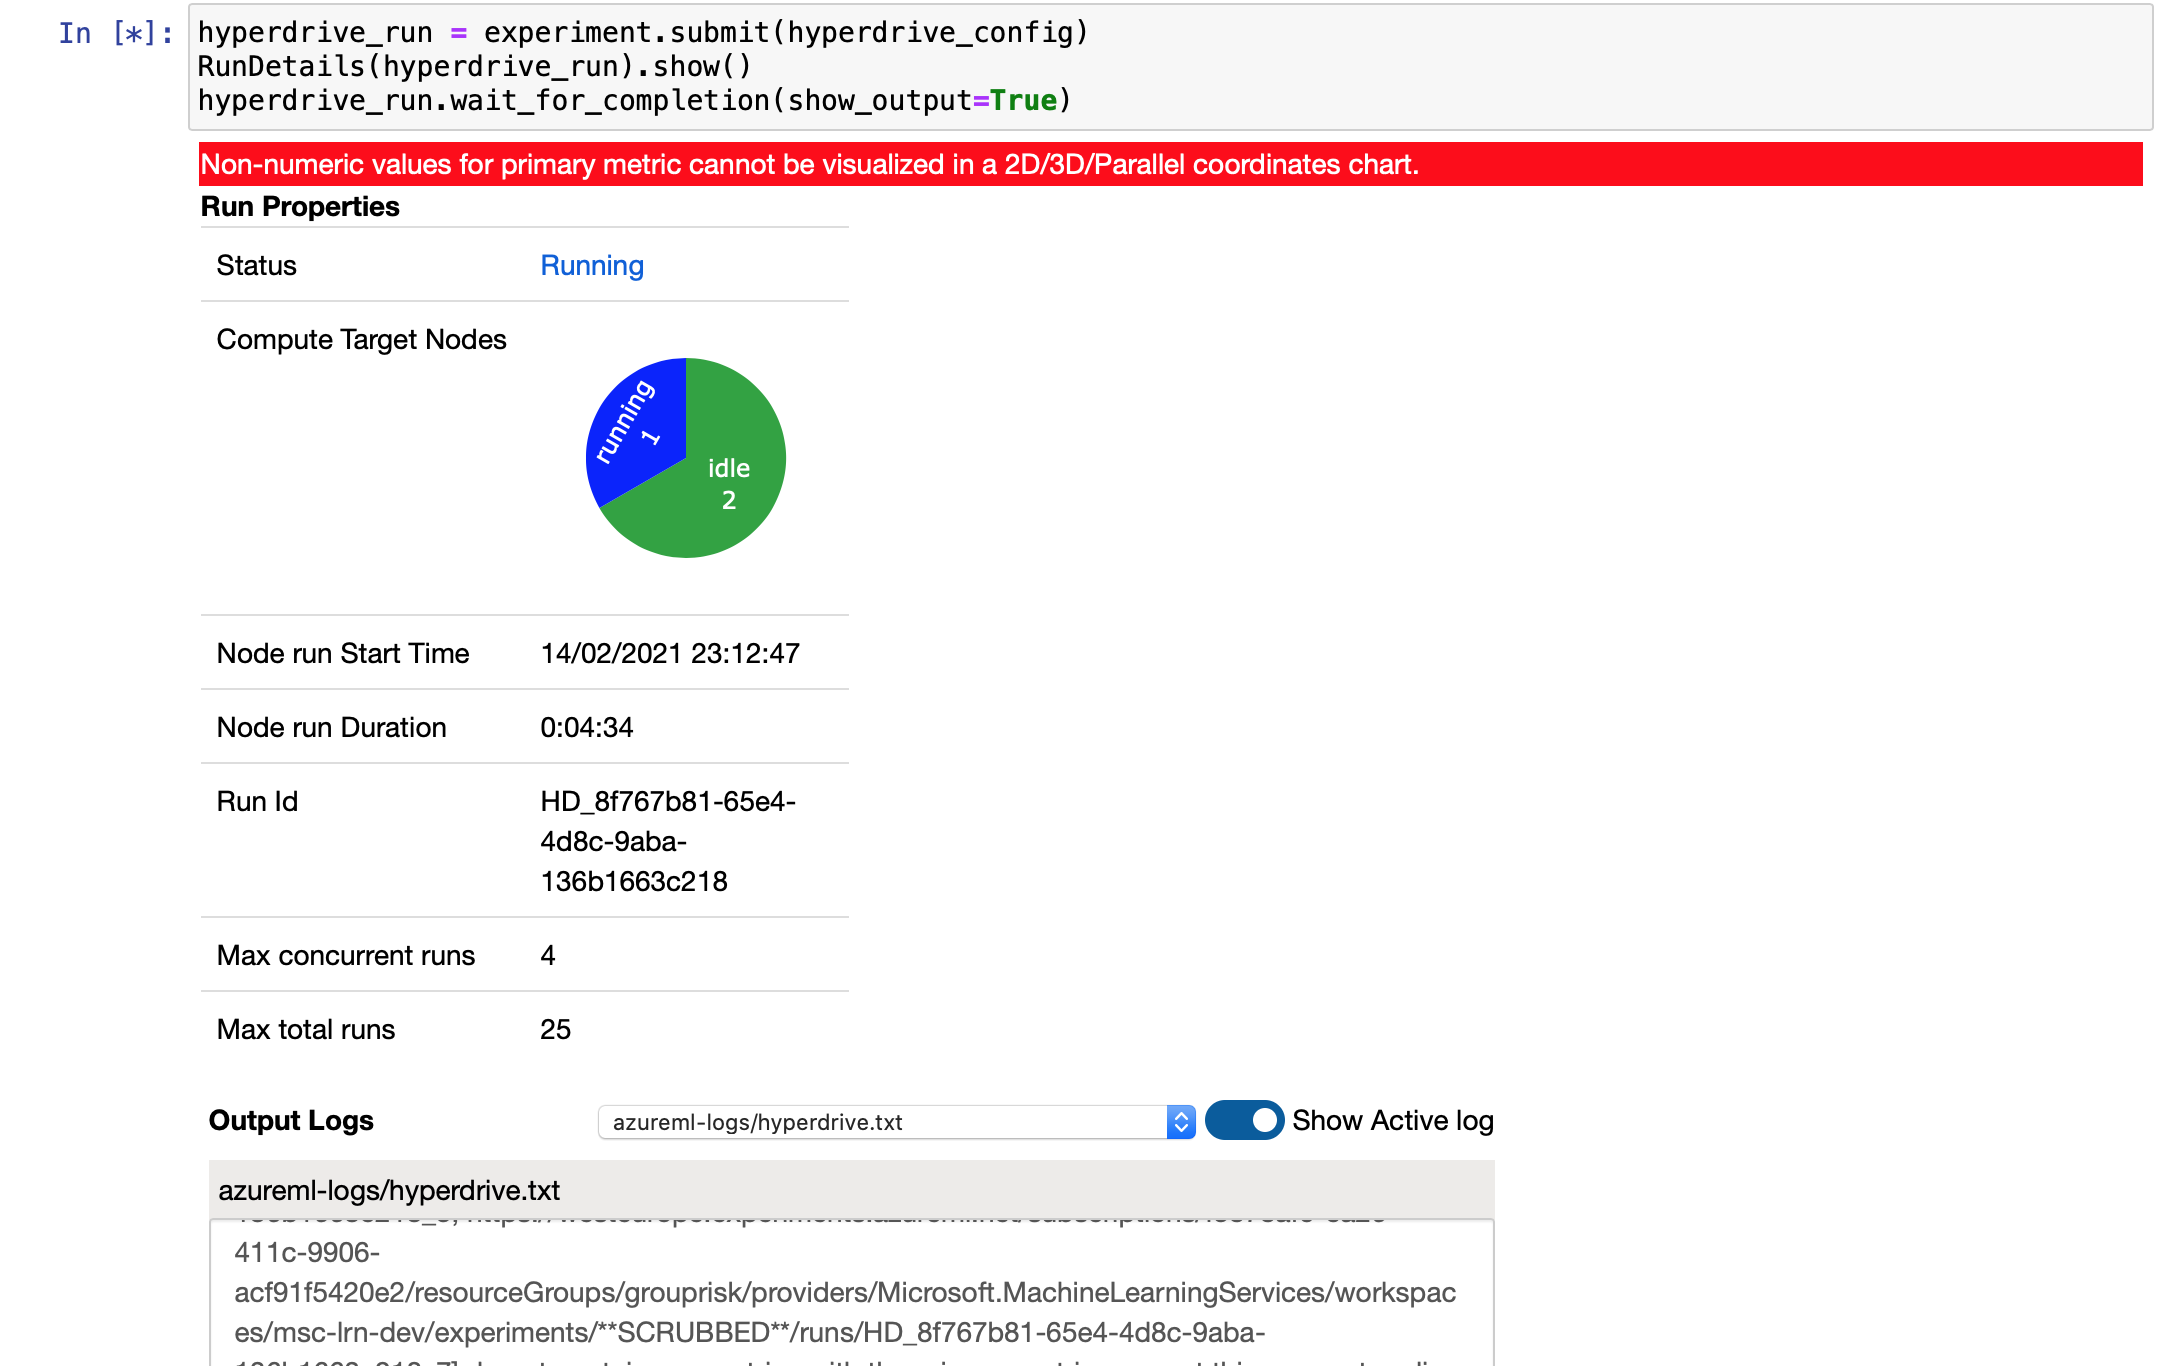 In [*]:
hyperdrive_run = experiment.submit(hyperdrive_config)
RunDetails(hyperdrive_run).show()
hyperdrive_run.wait_for_completion(show_output=True)
Non-numeric values for primary metric cannot be visualized in a 2D/3D/Parallel coordinates chart.
Run Properties
Status Running
Compute Target Nodes
running
1
idle
2
Node run Start Time 14/02/2021 23:12:47
Node run Duration 0:04:34
Run Id HD_8f767b81-65e4-
4d8c-9aba-
136b1663c218
Max concurrent runs 4
Max total runs 25
Output Logs azureml-logs/hyperdrive.txt Show Active log
azureml-logs/hyperdrive.txt
411c-9906-
acf91f5420e2/resourceGroups/grouprisk/providers/Microsoft.MachineLearningServices/workspac
es/msc-lrn-dev/experiments/**SCRUBBED**/runs/HD_8f767b81-65e4-4d8c-9aba-